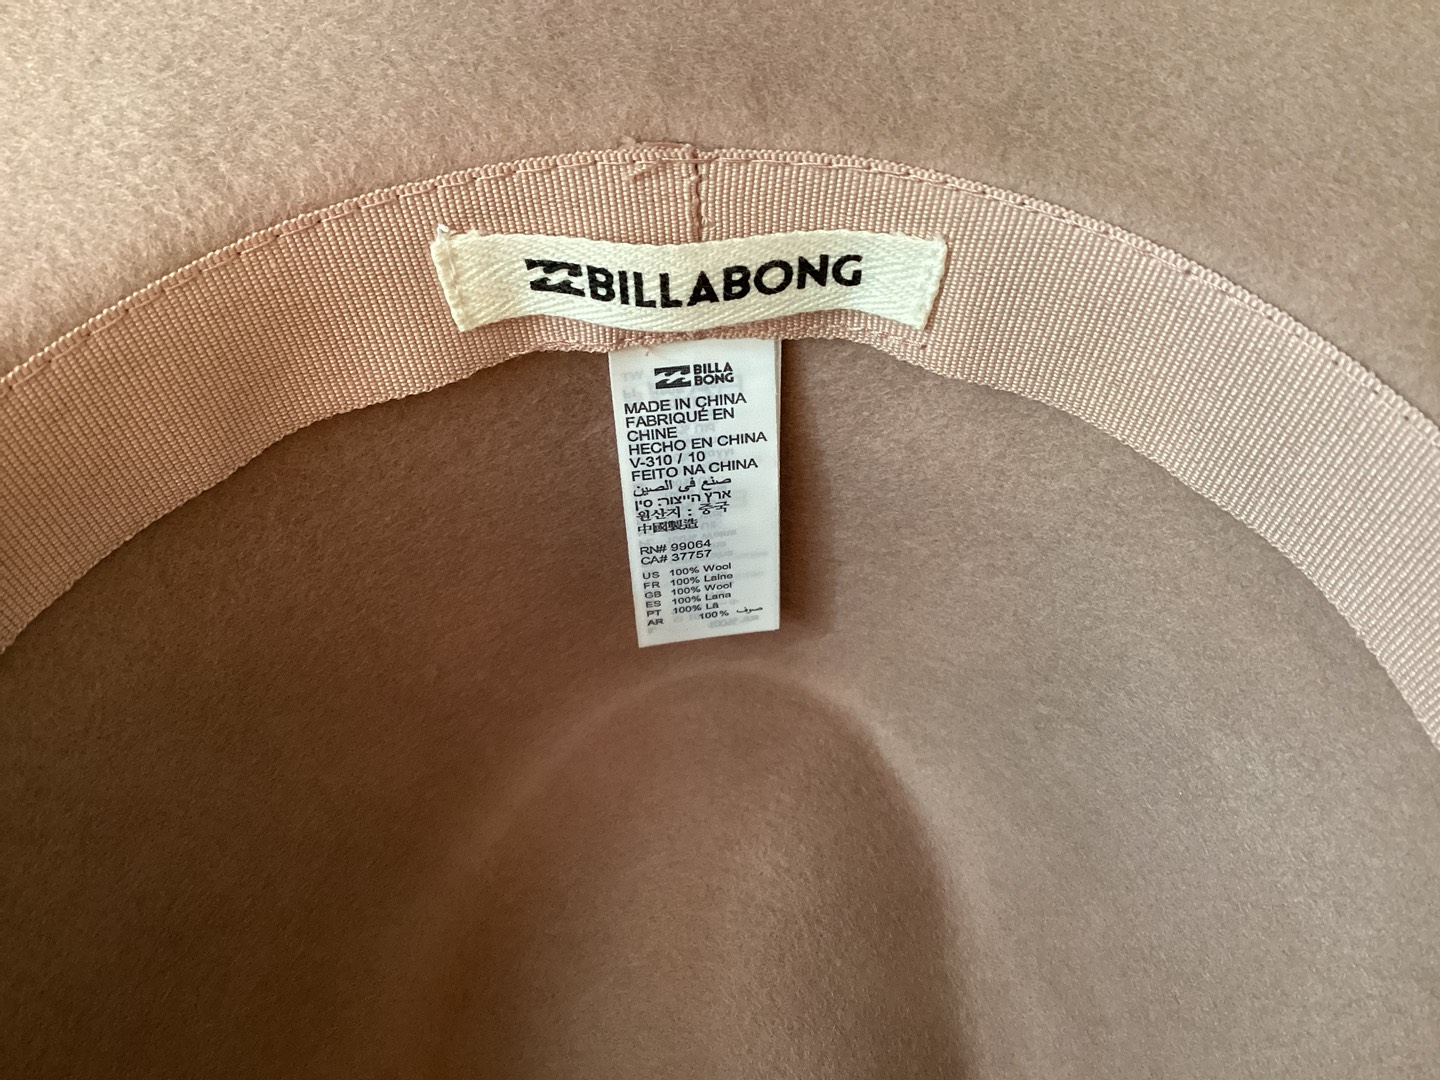 BILLABONG
BILLA
BONG
MADE IN CHINA
FABRIQUÉ EN
CHINE
HECHO EN CHINA
V-310 / 10
FEITO NA CHINA
صنع في الصين
ארץ הייצור: סין
원산지 : 중국
中國製造
RN# 99064
CA# 37757
US 100% Wool
FR 100% Laine
GB 100% Wool
ES 100% Lana
PT 100% Lã
AR 100% صوف